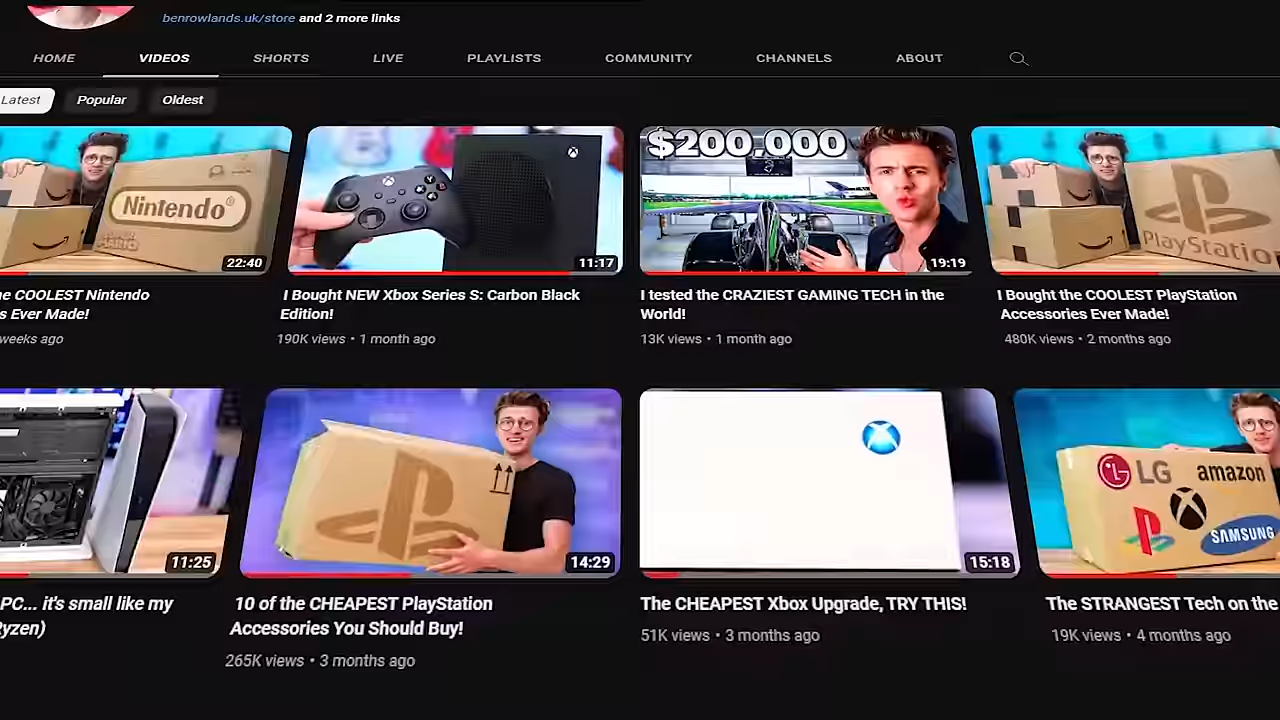 benrowlands.uk/store and 2 more links
HOME VIDEOS SHORTS LIVE PLAYLISTS COMMUNITY CHANNELS ABOUT
Latest Popular Oldest
Nintendo®
MARIO
22:40
11:17
$200,000
19:19
PlayStation
COOLEST Nintendo
Ever Made!
weeks ago
I Bought NEW Xbox Series S: Carbon Black
Edition!
190K views • 1 month ago
I tested the CRAZIEST GAMING TECH in the
World!
13K views • 1 month ago
I Bought the COOLEST PlayStation
Accessories Ever Made!
480K views • 2 months ago
11:25
14:29
15:18
LG amazon
SAMSUNG
PC... it's small like my
Ryzen)
10 of the CHEAPEST PlayStation
Accessories You Should Buy!
265K views • 3 months ago
The CHEAPEST Xbox Upgrade, TRY THIS!
51K views • 3 months ago
The STRANGEST Tech on the
19K views • 4 months ago